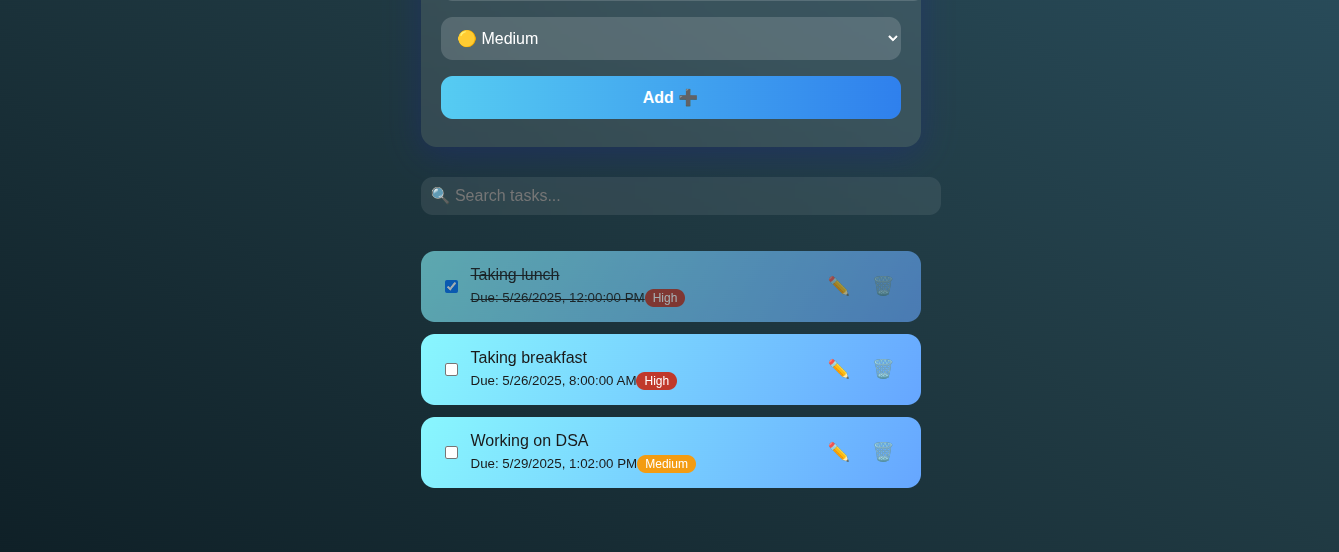 🟡 Medium
Add ➕
🔍 Search tasks...
Taking lunch
Due: 5/26/2025, 12:00:00 PM High
Taking breakfast
Due: 5/26/2025, 8:00:00 AM High
Working on DSA
Due: 5/29/2025, 1:02:00 PM Medium